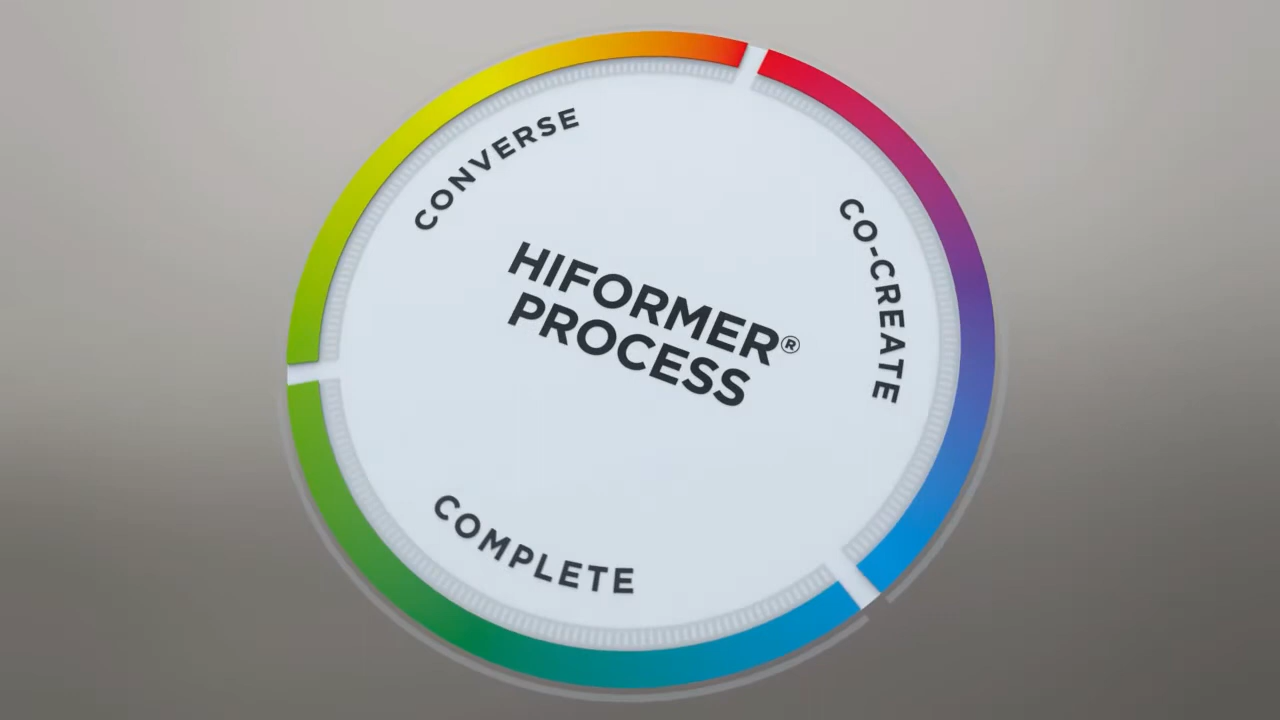 CONVERSE
CO-CREATE
HIFORMER®
PROCESS
COMPLETE